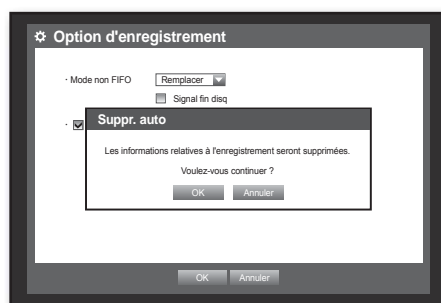 Option d'enregistrement
· Mode non FIFO Remplacer
Signal fin disq
·
Suppr. auto
Les informations relatives à l'enregistrement seront supprimées.
Voulez-vous continuer ?
OK Annuler
OK Annuler